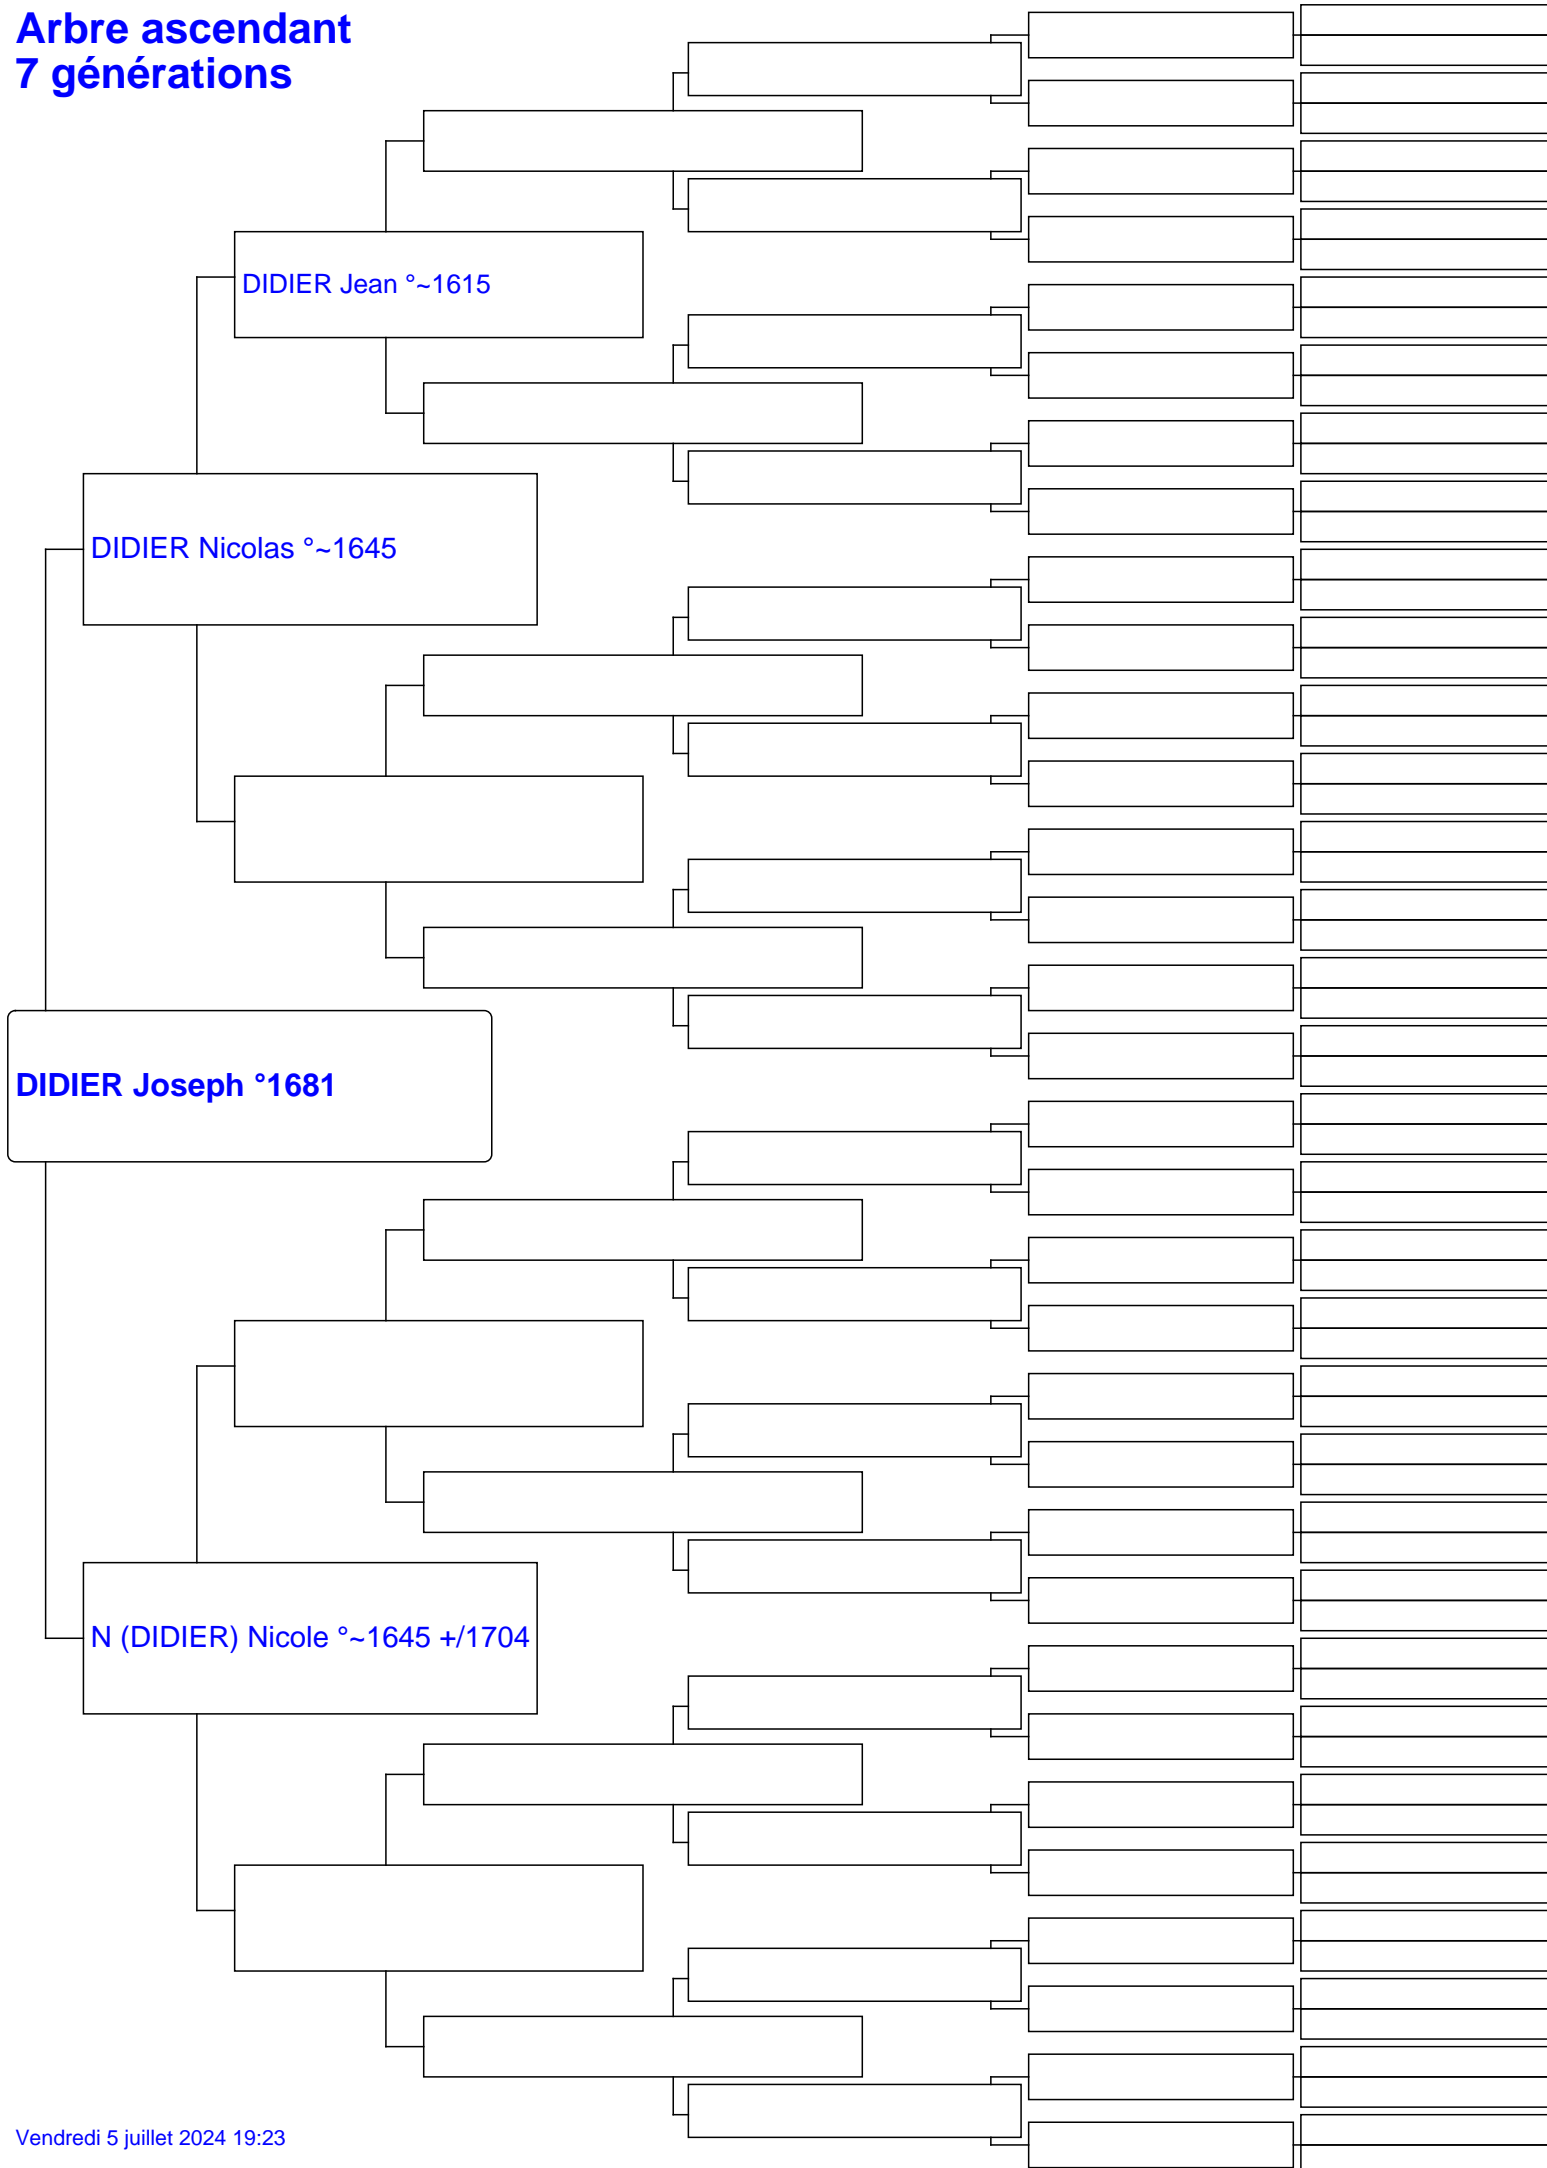 Arbre ascendant
7 générations
DIDIER Jean °~1615
DIDIER Nicolas °~1645
DIDIER Joseph °1681
N (DIDIER) Nicole °~1645 +/1704
Vendredi 5 juillet 2024 19:23